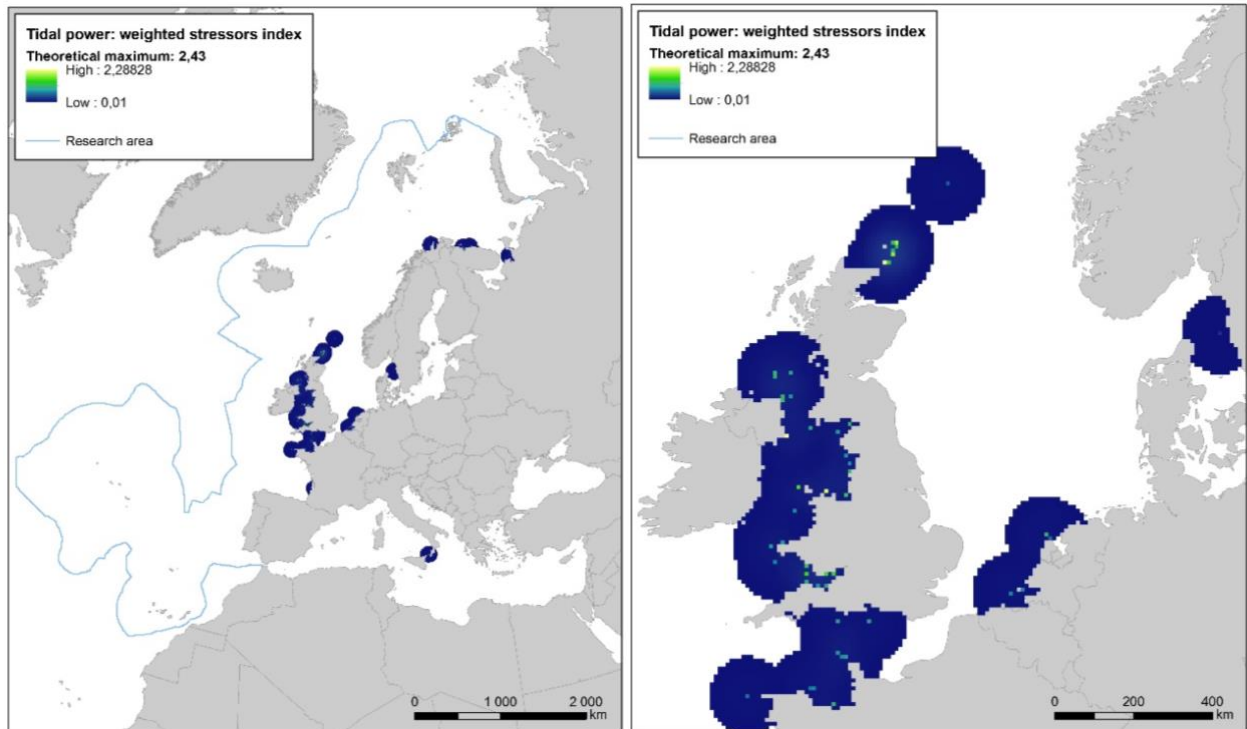 Tidal power: weighted stressors index
Theoretical maximum: 2,43
High : 2,28828
Low : 0,01
Research area
0 1 000 2 000
km
Tidal power: weighted stressors index
Theoretical maximum: 2,43
High : 2,28828
Low : 0,01
Research area
0 200 400
km